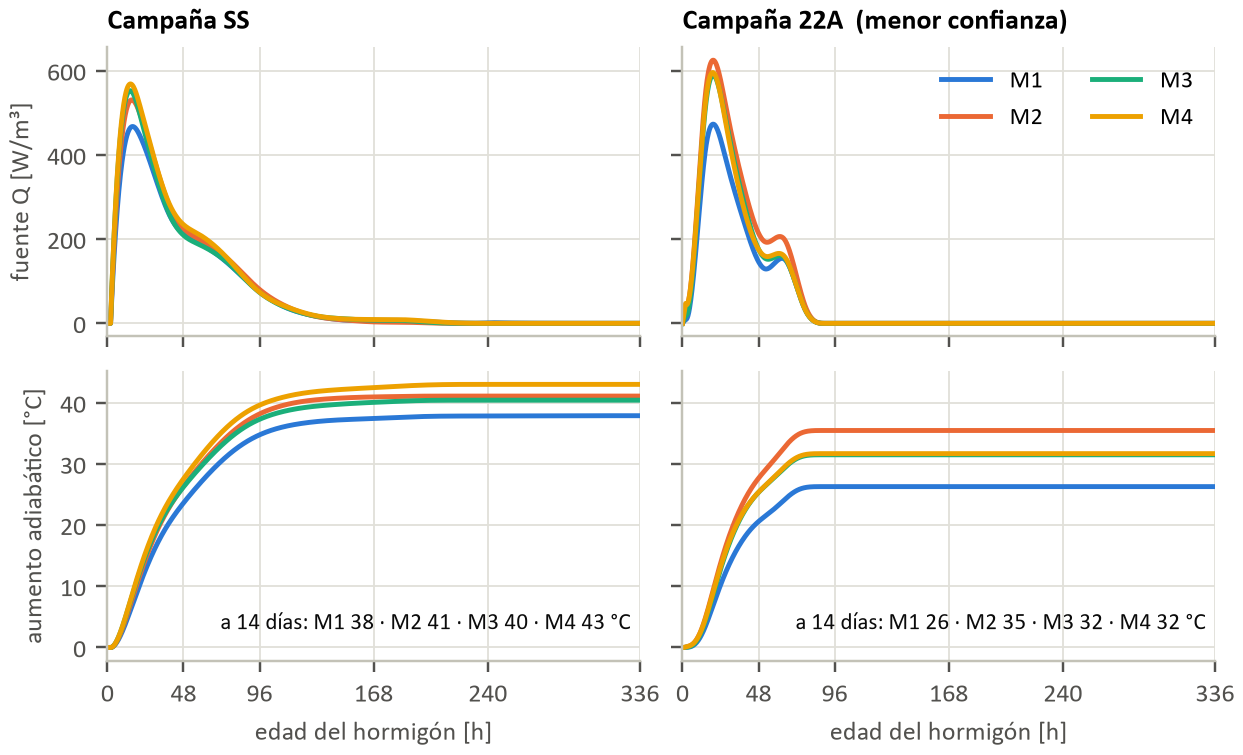 Campaña SS
Campaña 22A (menor confianza)
fuente Q [W/m³]
600
400
200
0
M1
M2
M3
M4
aumento adiabático [°C]
40
30
20
10
0
a 14 días: M1 38 · M2 41 · M3 40 · M4 43 °C
a 14 días: M1 26 · M2 35 · M3 32 · M4 32 °C
0 48 96 168 240 336
0 48 96 168 240 336
edad del hormigón [h]
edad del hormigón [h]